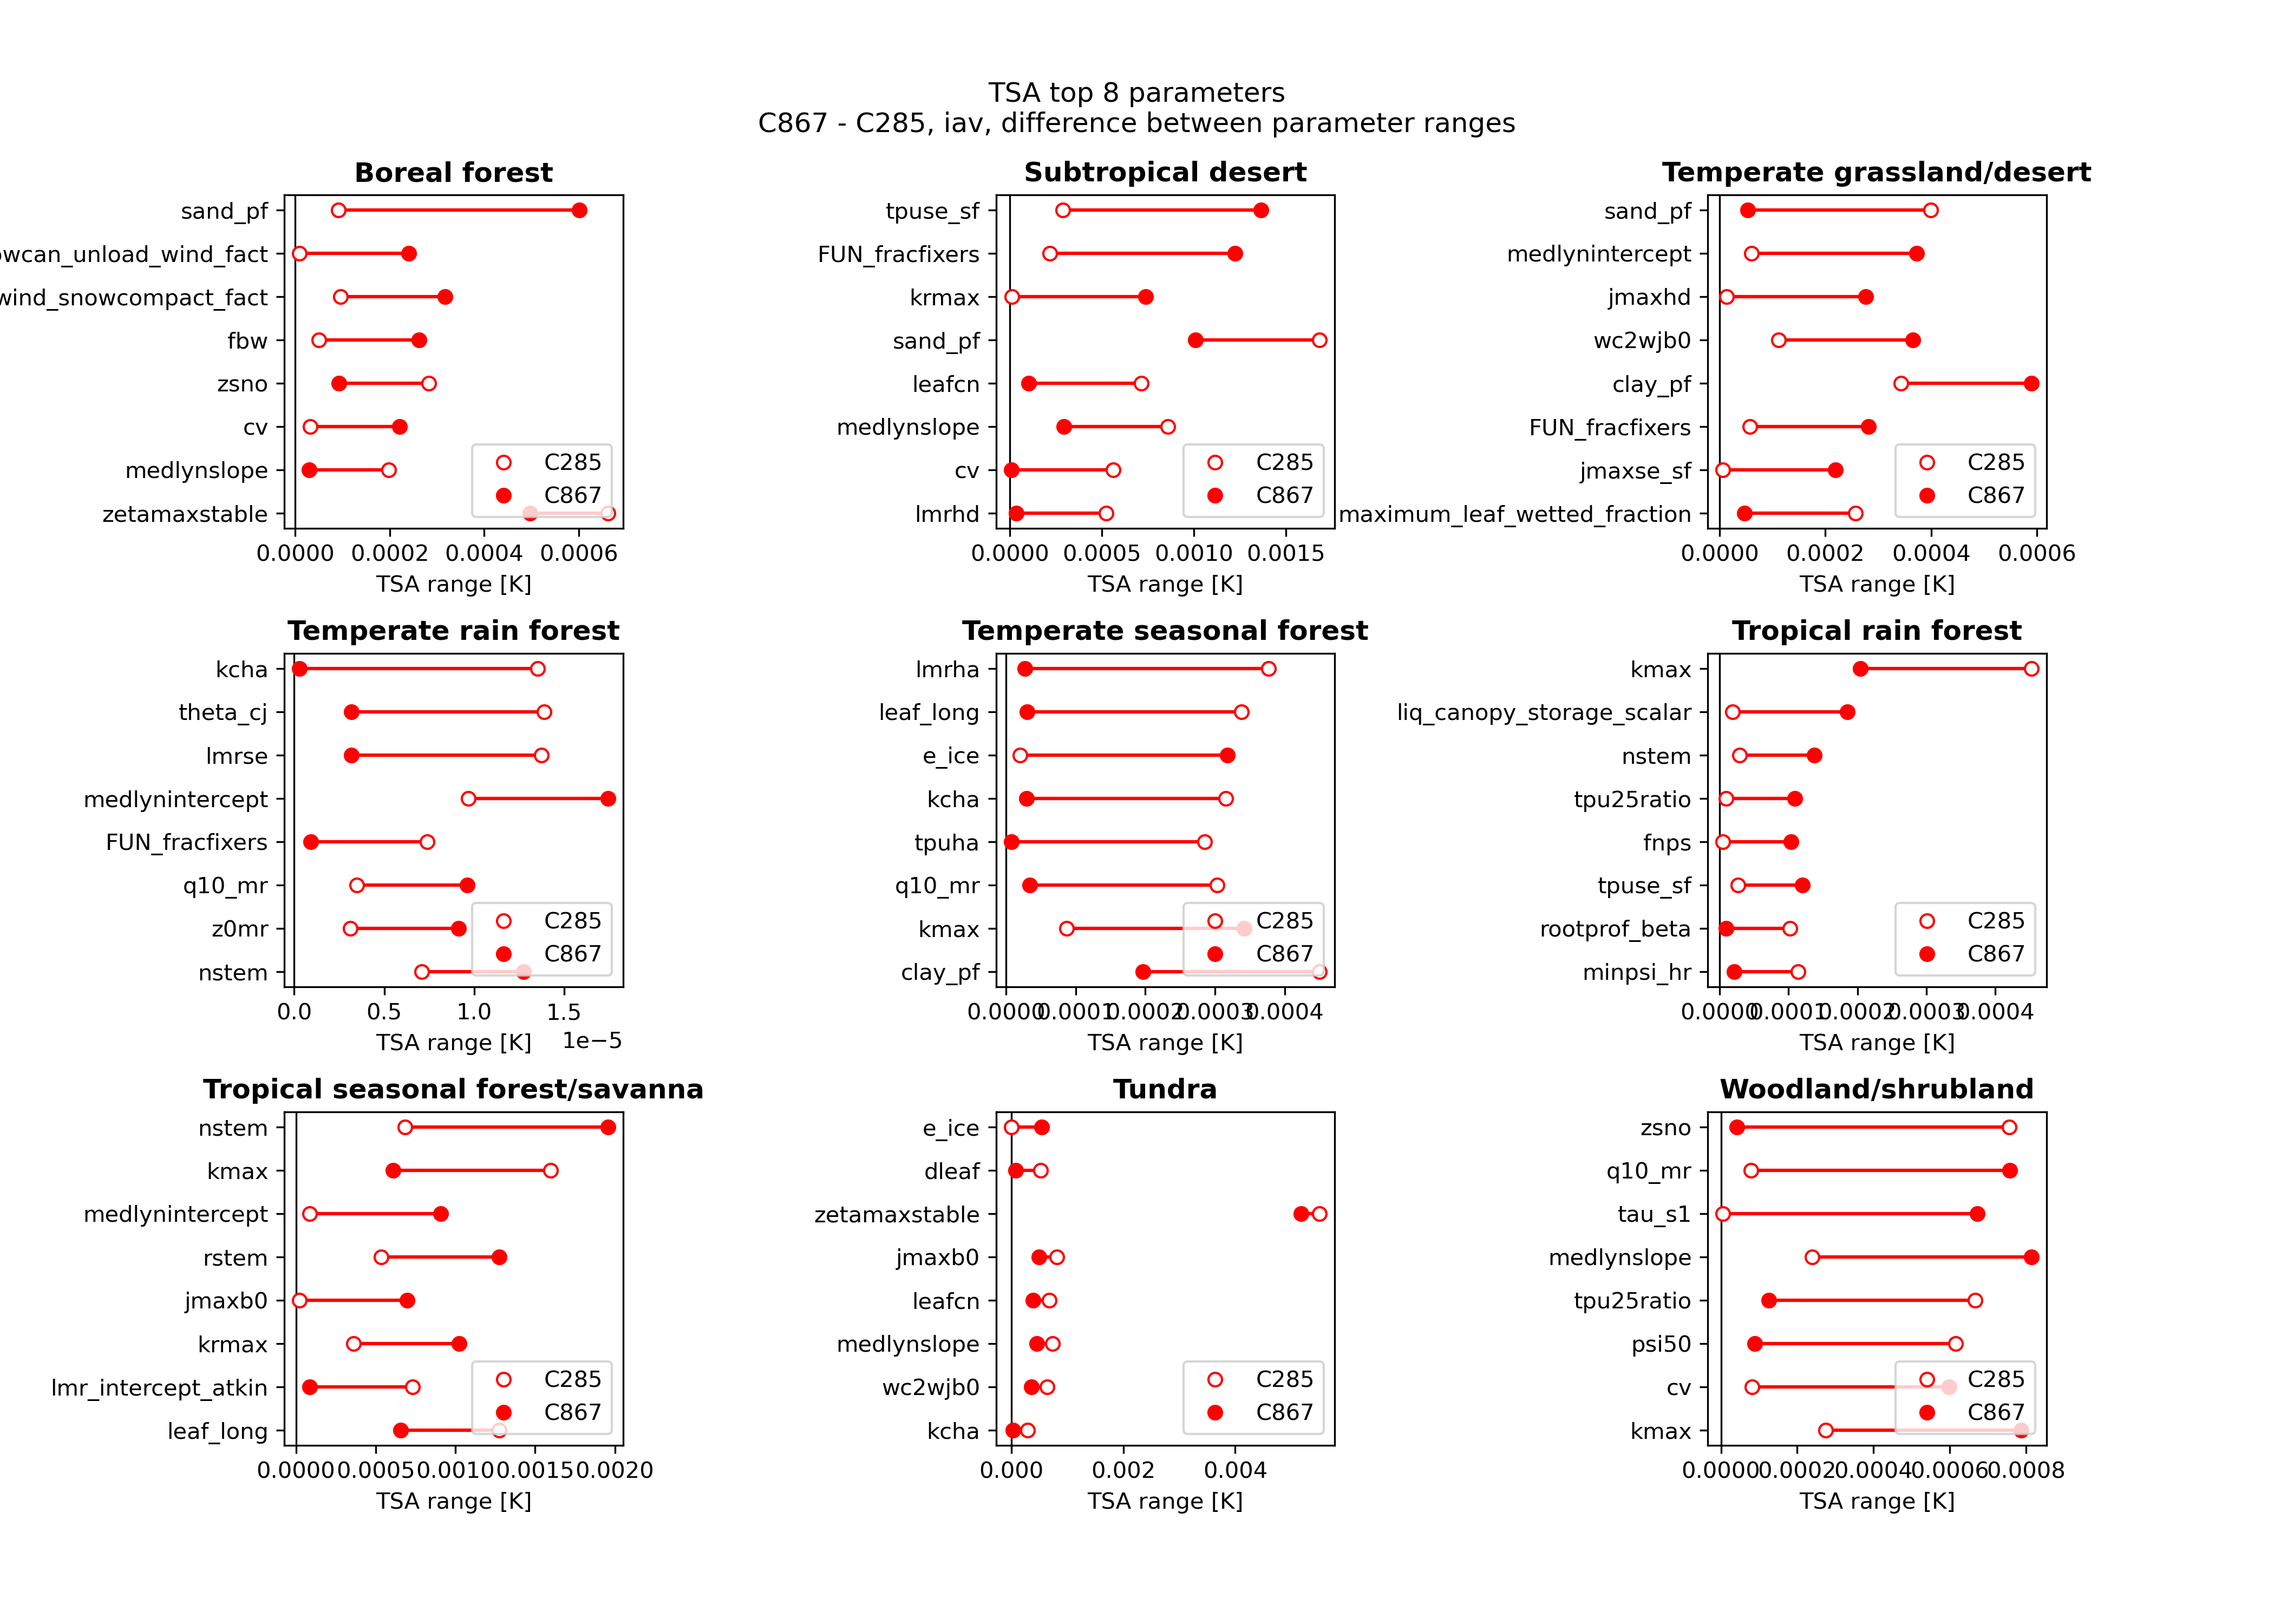 TSA top 8 parameters
C867 - C285, iav, difference between parameter ranges
Boreal forest
sand_pf
wcan_unload_wind_fact
wind_snowcompact_fact
fbw
zsno
cv
medlynslope
zetamaxstable
C285
C867
0.0000 0.0002 0.0004 0.0006
TSA range [K]
Subtropical desert
tpuse_sf
FUN_fracfixers
krmax
sand_pf
leafcn
medlynslope
cv
lmrhd
C285
C867
0.0000 0.0005 0.0010 0.0015
TSA range [K]
Temperate grassland/desert
sand_pf
medlynintercept
jmaxhd
wc2wjb0
clay_pf
FUN_fracfixers
jmaxse_sf
maximum_leaf_wetted_fraction
C285
C867
0.0000 0.0002 0.0004 0.0006
TSA range [K]
Temperate rain forest
kcha
theta_cj
lmrse
medlynintercept
FUN_fracfixers
q10_mr
z0mr
nstem
C285
C867
0.0 0.5 1.0 1.5
TSA range [K] 1e−5
Temperate seasonal forest
lmrha
leaf_long
e_ice
kcha
tpuha
q10_mr
kmax
clay_pf
C285
C867
0.0000 0.0001 0.0002 0.0003 0.0004
TSA range [K]
Tropical rain forest
kmax
liq_canopy_storage_scalar
nstem
tpu25ratio
fnps
tpuse_sf
rootprof_beta
minpsi_hr
C285
C867
0.0000 0.0001 0.0002 0.0003 0.0004
TSA range [K]
Tropical seasonal forest/savanna
nstem
kmax
medlynintercept
rstem
jmaxb0
krmax
lmr_intercept_atkin
leaf_long
C285
C867
0.0000 0.0005 0.0010 0.0015 0.0020
TSA range [K]
Tundra
e_ice
dleaf
zetamaxstable
jmaxb0
leafcn
medlynslope
wc2wjb0
kcha
C285
C867
0.000 0.002 0.004
TSA range [K]
Woodland/shrubland
zsno
q10_mr
tau_s1
medlynslope
tpu25ratio
psi50
cv
kmax
C285
C867
0.0000 0.0002 0.0004 0.0006 0.0008
TSA range [K]